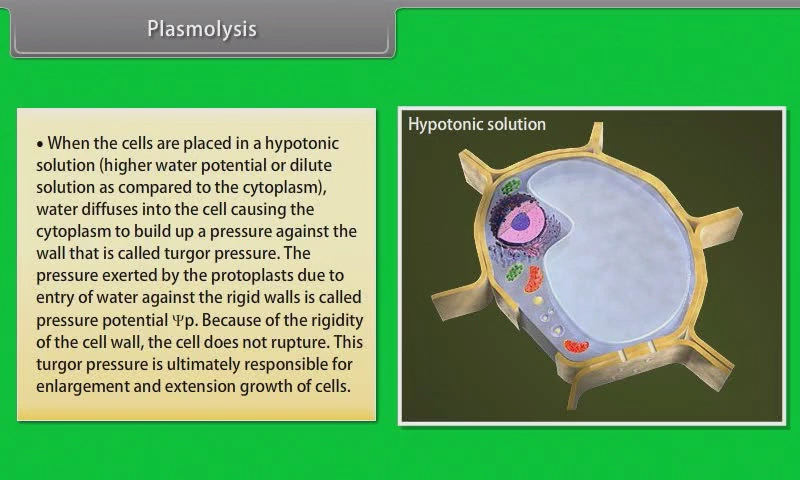 Plasmolysis
• When the cells are placed in a hypotonic
solution (higher water potential or dilute
solution as compared to the cytoplasm),
water diffuses into the cell causing the
cytoplasm to build up a pressure against the
wall that is called turgor pressure. The
pressure exerted by the protoplasts due to
entry of water against the rigid walls is called
pressure potential Ψp. Because of the rigidity
of the cell wall, the cell does not rupture. This
turgor pressure is ultimately responsible for
enlargement and extension growth of cells.
Hypotonic solution